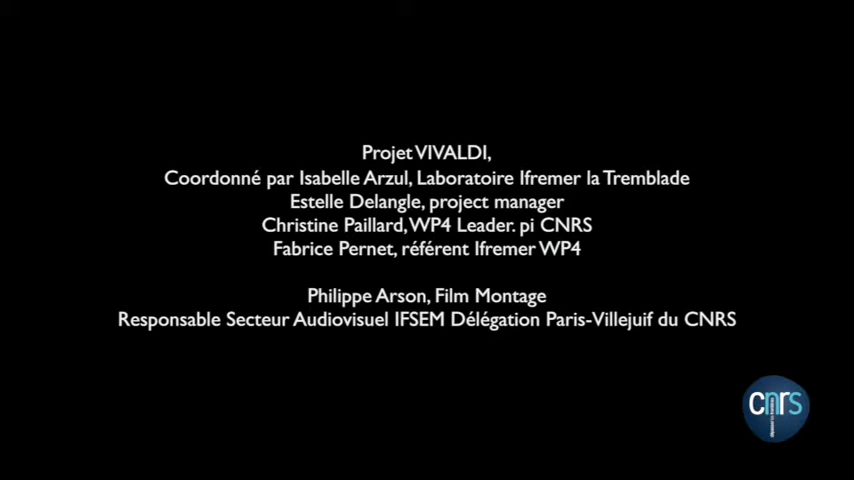 Projet VIVALDI,
Coordonné par Isabelle Arzul, Laboratoire Ifremer la Tremblade
Estelle Delangle, project manager
Christine Paillard, WP4 Leader. pi CNRS
Fabrice Pernet, référent Ifremer WP4
Philippe Arson, Film Montage
Responsable Secteur Audiovisuel IFSEM Délégation Paris-Villejuif du CNRS
cnrs